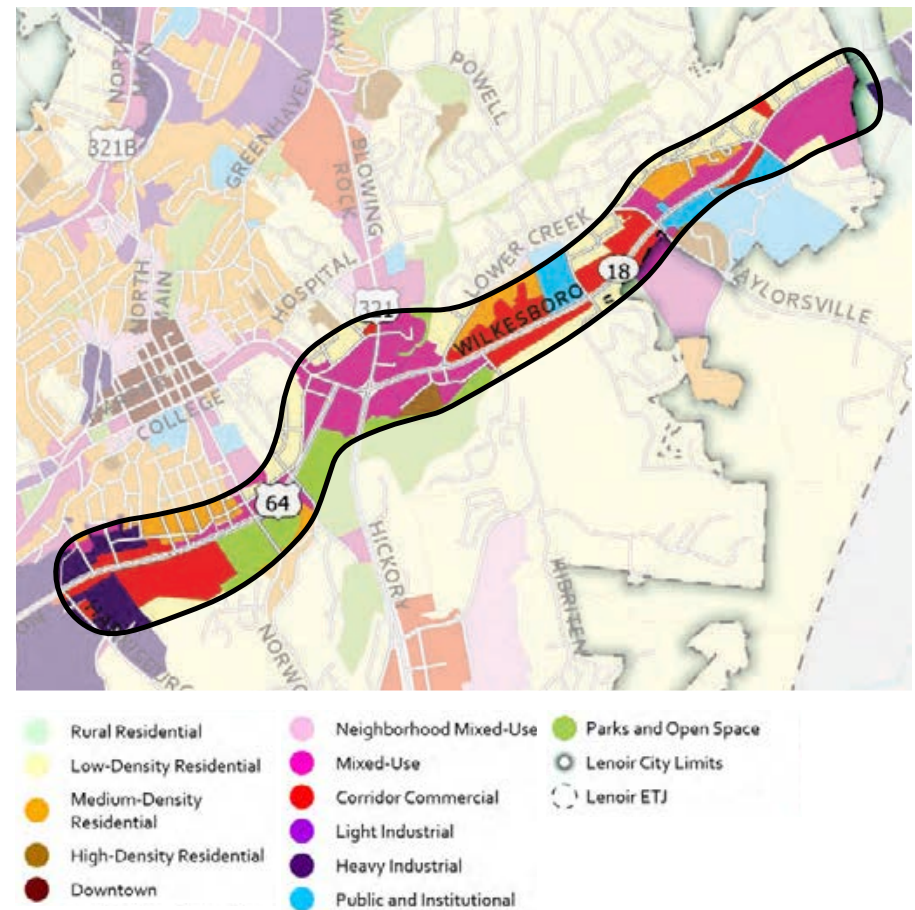 NORTH
MAIN
321B
GREENHAVEN
POWELL
BLOWING
ROCK
LOWER CREEK
HOSPITAL
321
NORTH
MAIN
18
WILKESBORO
TAYLORSVILLE
COLLEGE
64
HICKORY
Rural Residential
Low-Density Residential
Medium-Density
Residential
High-Density Residential
Downtown
Neighborhood Mixed-Use
Mixed-Use
Corridor Commercial
Light Industrial
Heavy Industrial
Public and Institutional
Parks and Open Space
Lenoir City Limits
Lenoir ETJ